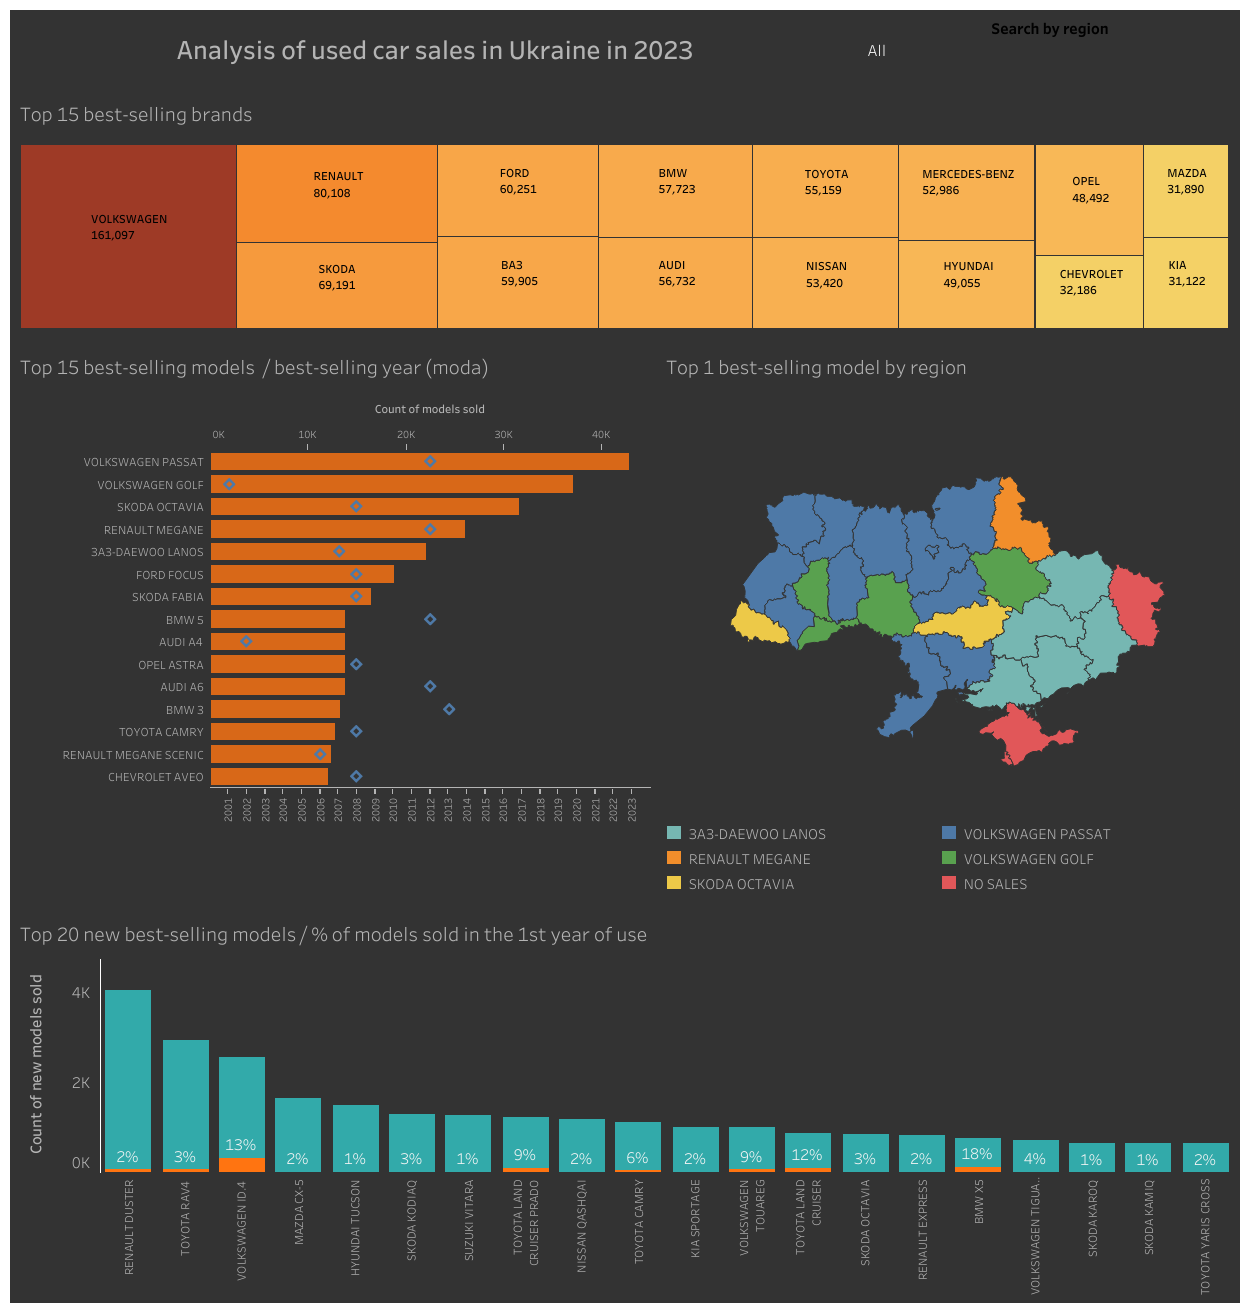 Search by region
Analysis of used car sales in Ukraine in 2023
All
Top 15 best-selling brands
VOLKSWAGEN
161,097
RENAULT
80,108
SKODA
69,191
FORD
60,251
ВАЗ
59,905
BMW
57,723
AUDI
56,732
TOYOTA
55,159
NISSAN
53,420
MERCEDES-BENZ
52,986
HYUNDAI
49,055
OPEL
48,492
CHEVROLET
32,186
MAZDA
31,890
KIA
31,122
Top 15 best-selling models / best-selling year (moda)
Count of models sold
0K 10K 20K 30K 40K
VOLKSWAGEN PASSAT
VOLKSWAGEN GOLF
SKODA OCTAVIA
RENAULT MEGANE
ЗАЗ-DAEWOO LANOS
FORD FOCUS
SKODA FABIA
BMW 5
AUDI A4
OPEL ASTRA
AUDI A6
BMW 3
TOYOTA CAMRY
RENAULT MEGANE SCENIC
CHEVROLET AVEO
2001 2002 2003 2004 2005 2006 2007 2008 2009 2010 2011 2012 2013 2014 2015 2016 2017 2018 2019 2020 2021 2022 2023
Top 1 best-selling model by region
ЗАЗ-DAEWOO LANOS
RENAULT MEGANE
SKODA OCTAVIA
VOLKSWAGEN PASSAT
VOLKSWAGEN GOLF
NO SALES
Top 20 new best-selling models / % of models sold in the 1st year of use
Count of new models sold
4K
2K
0K
2% 3% 13% 2% 1% 3% 1% 9% 2% 6% 2% 9% 12% 3% 2% 18% 4% 1% 1% 2%
RENAULT DUSTER
TOYOTA RAV4
VOLKSWAGEN ID.4
MAZDA CX-5
HYUNDAI TUCSON
SKODA KODIAQ
SUZUKI VITARA
TOYOTA LAND
CRUISER PRADO
NISSAN QASHQAI
TOYOTA CAMRY
KIA SPORTAGE
VOLKSWAGEN
TOUAREG
TOYOTA LAND
CRUISER
SKODA OCTAVIA
RENAULT EXPRESS
BMW X5
VOLKSWAGEN TIGUA..
SKODA KAROQ
SKODA KAMIQ
TOYOTA YARIS CROSS